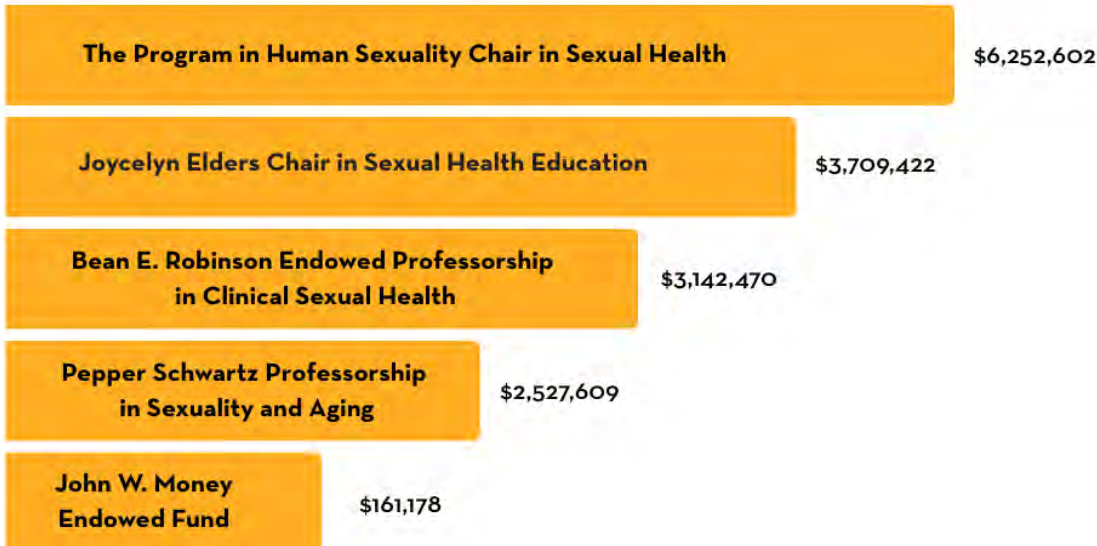 The Program in Human Sexuality Chair in Sexual Health
$6,252,602
Joycelyn Elders Chair in Sexual Health Education
$3,709,422
Bean E. Robinson Endowed Professorship
in Clinical Sexual Health
$3,142,470
Pepper Schwartz Professorship
in Sexuality and Aging
$2,527,609
John W. Money
Endowed Fund
$161,178